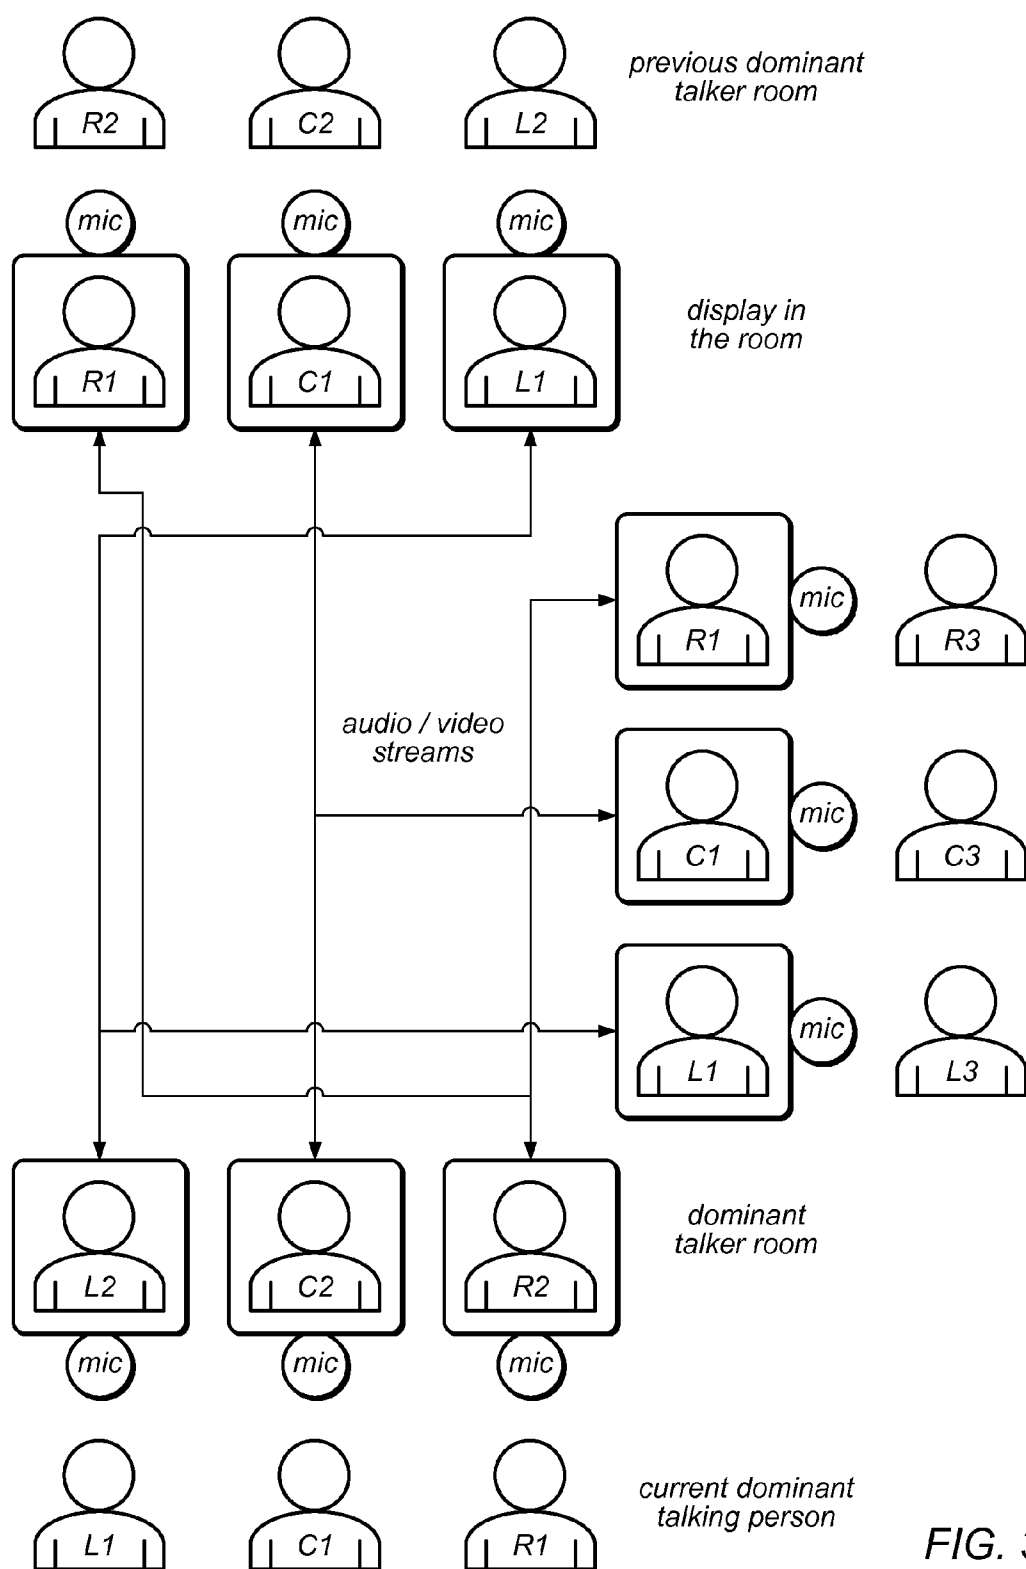 previous dominant
talker room
R2 C2 L2
mic mic mic
display in
the room
R1 C1 L1
R1 mic R3
audio / video
streams
C1 mic C3
L1 mic L3
dominant
talker room
L2 C2 R2
mic mic mic
current dominant
talking person
L1 C1 R1
FIG. 3